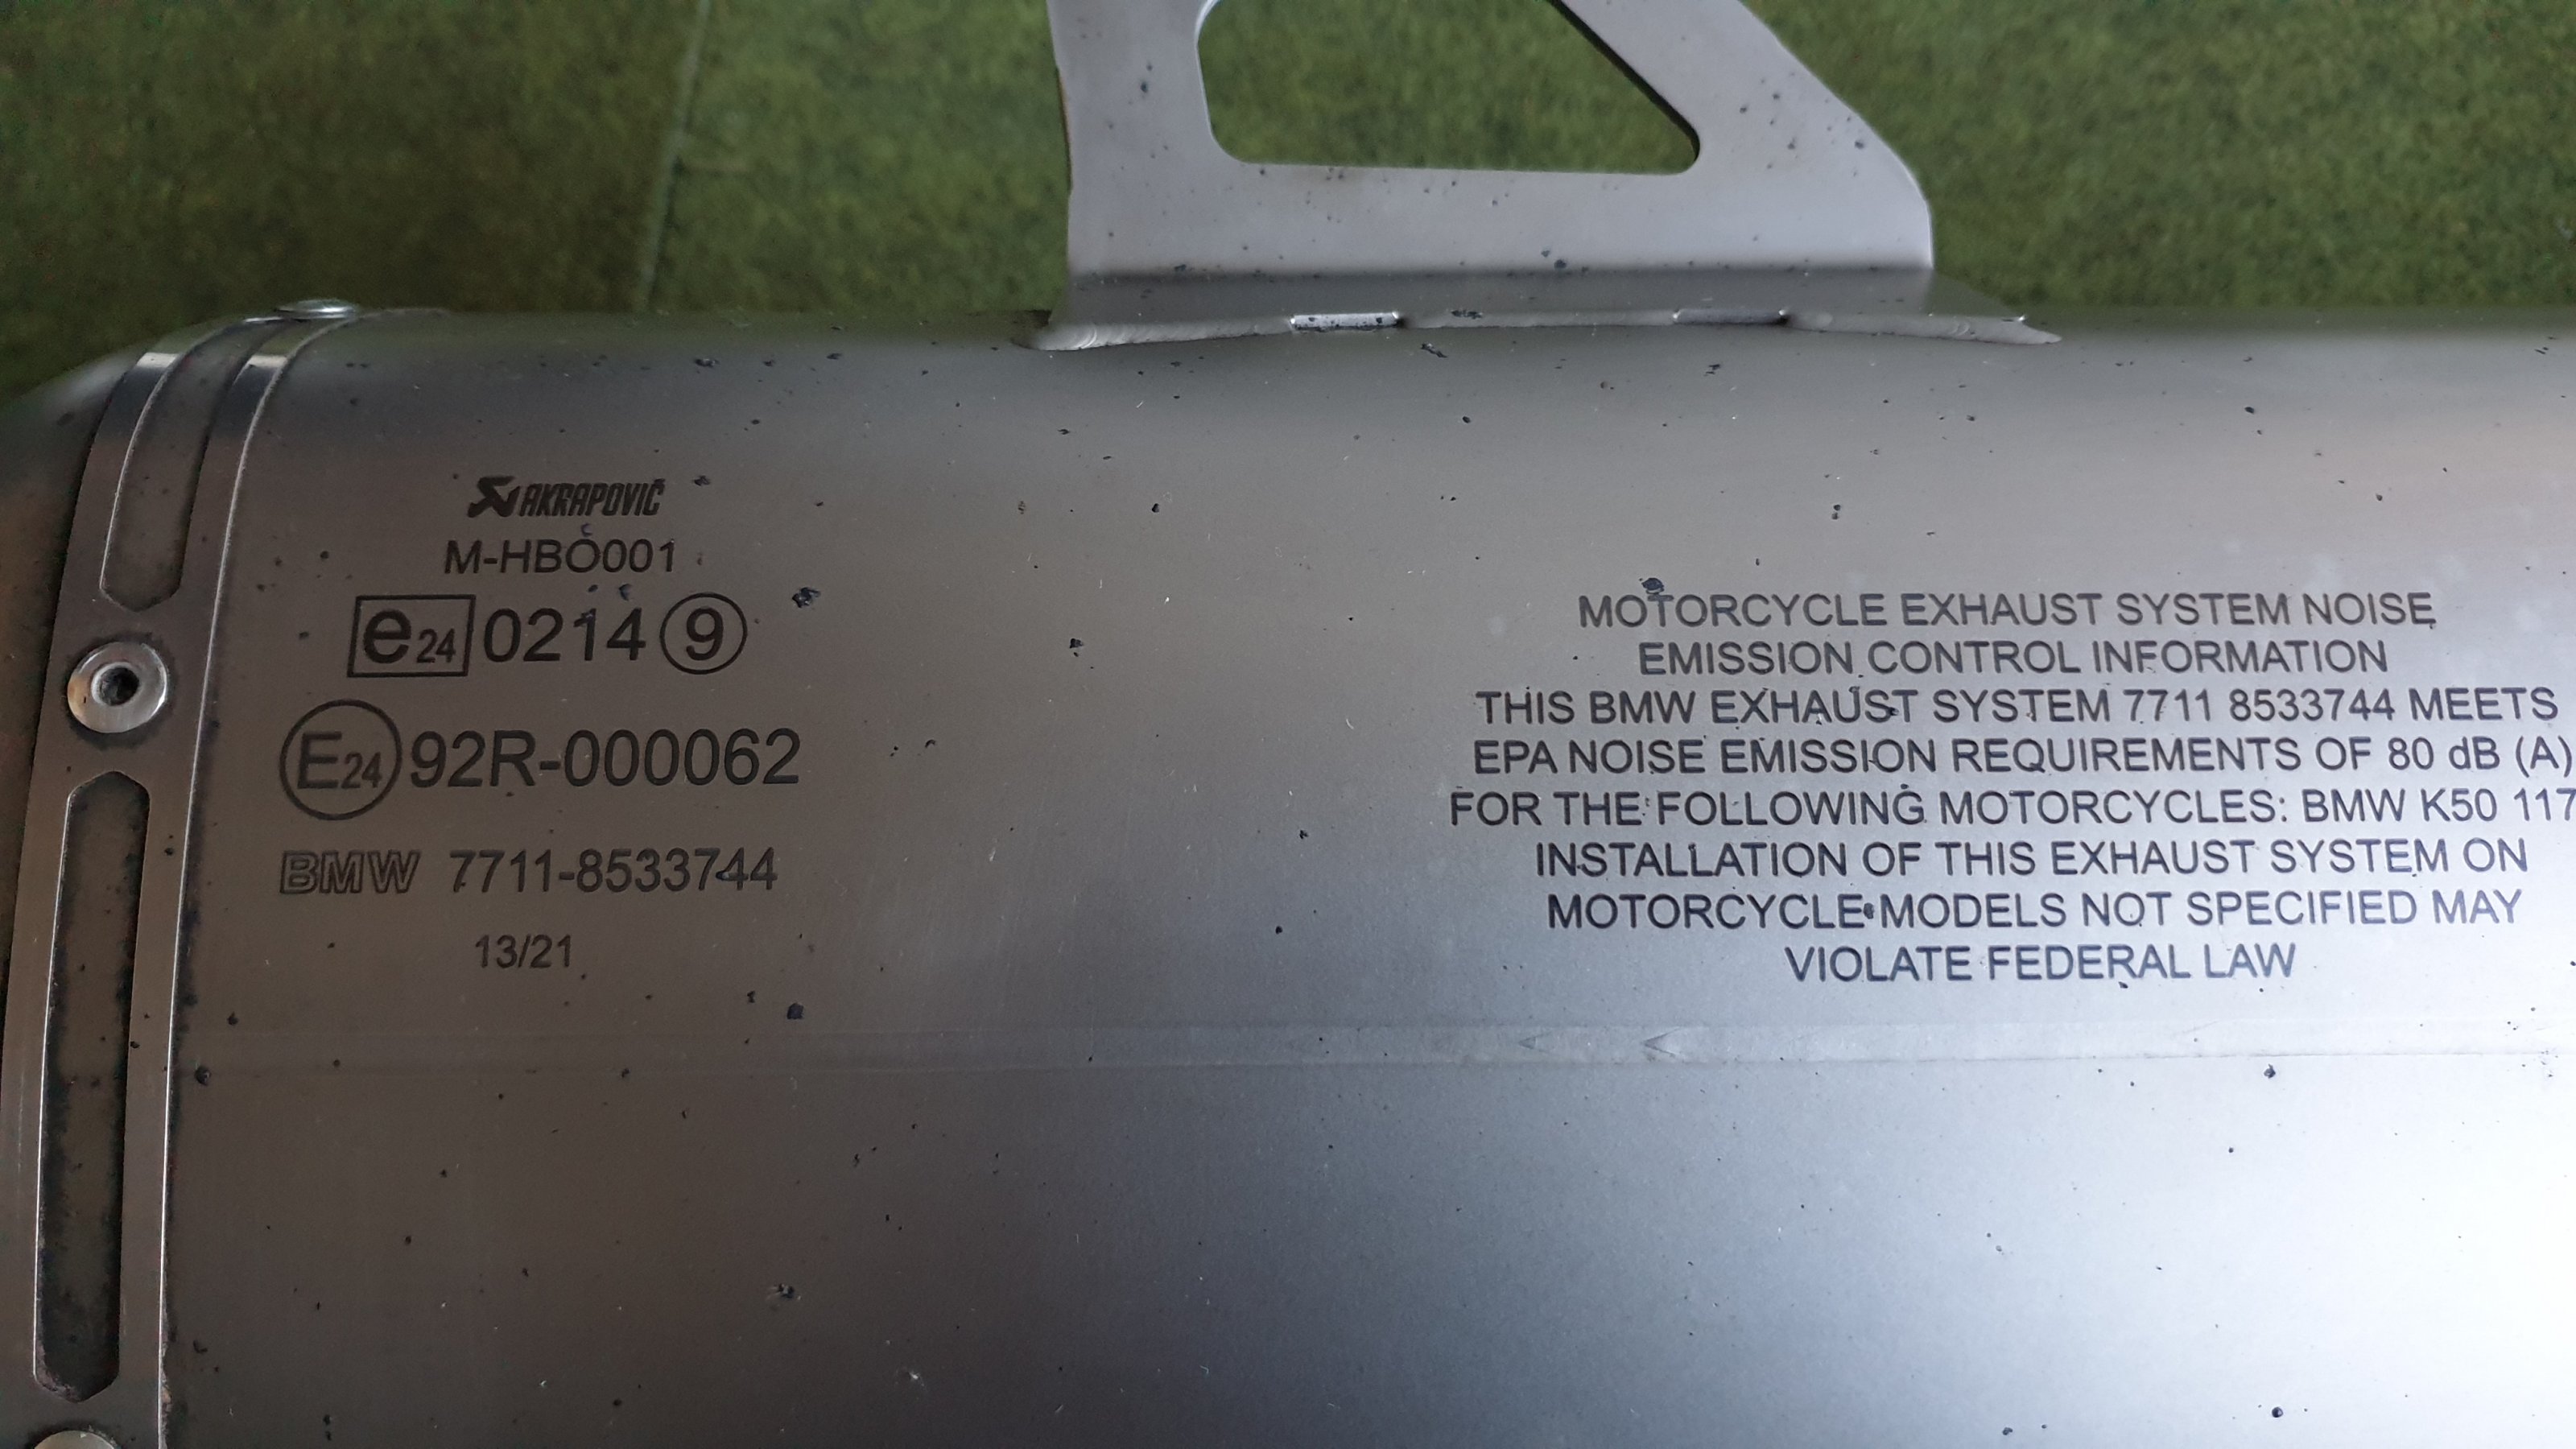 AKRAPOVIČ
M-HBO001
e24 0214 9
E24 92R-000062
BMW 7711-8533744
13/21
MOTORCYCLE EXHAUST SYSTEM NOISE
EMISSION CONTROL INFORMATION
THIS BMW EXHAUST SYSTEM 7711 8533744 MEETS
EPA NOISE EMISSION REQUIREMENTS OF 80 dB (A)
FOR THE FOLLOWING MOTORCYCLES: BMW K50 117
INSTALLATION OF THIS EXHAUST SYSTEM ON
MOTORCYCLE MODELS NOT SPECIFIED MAY
VIOLATE FEDERAL LAW